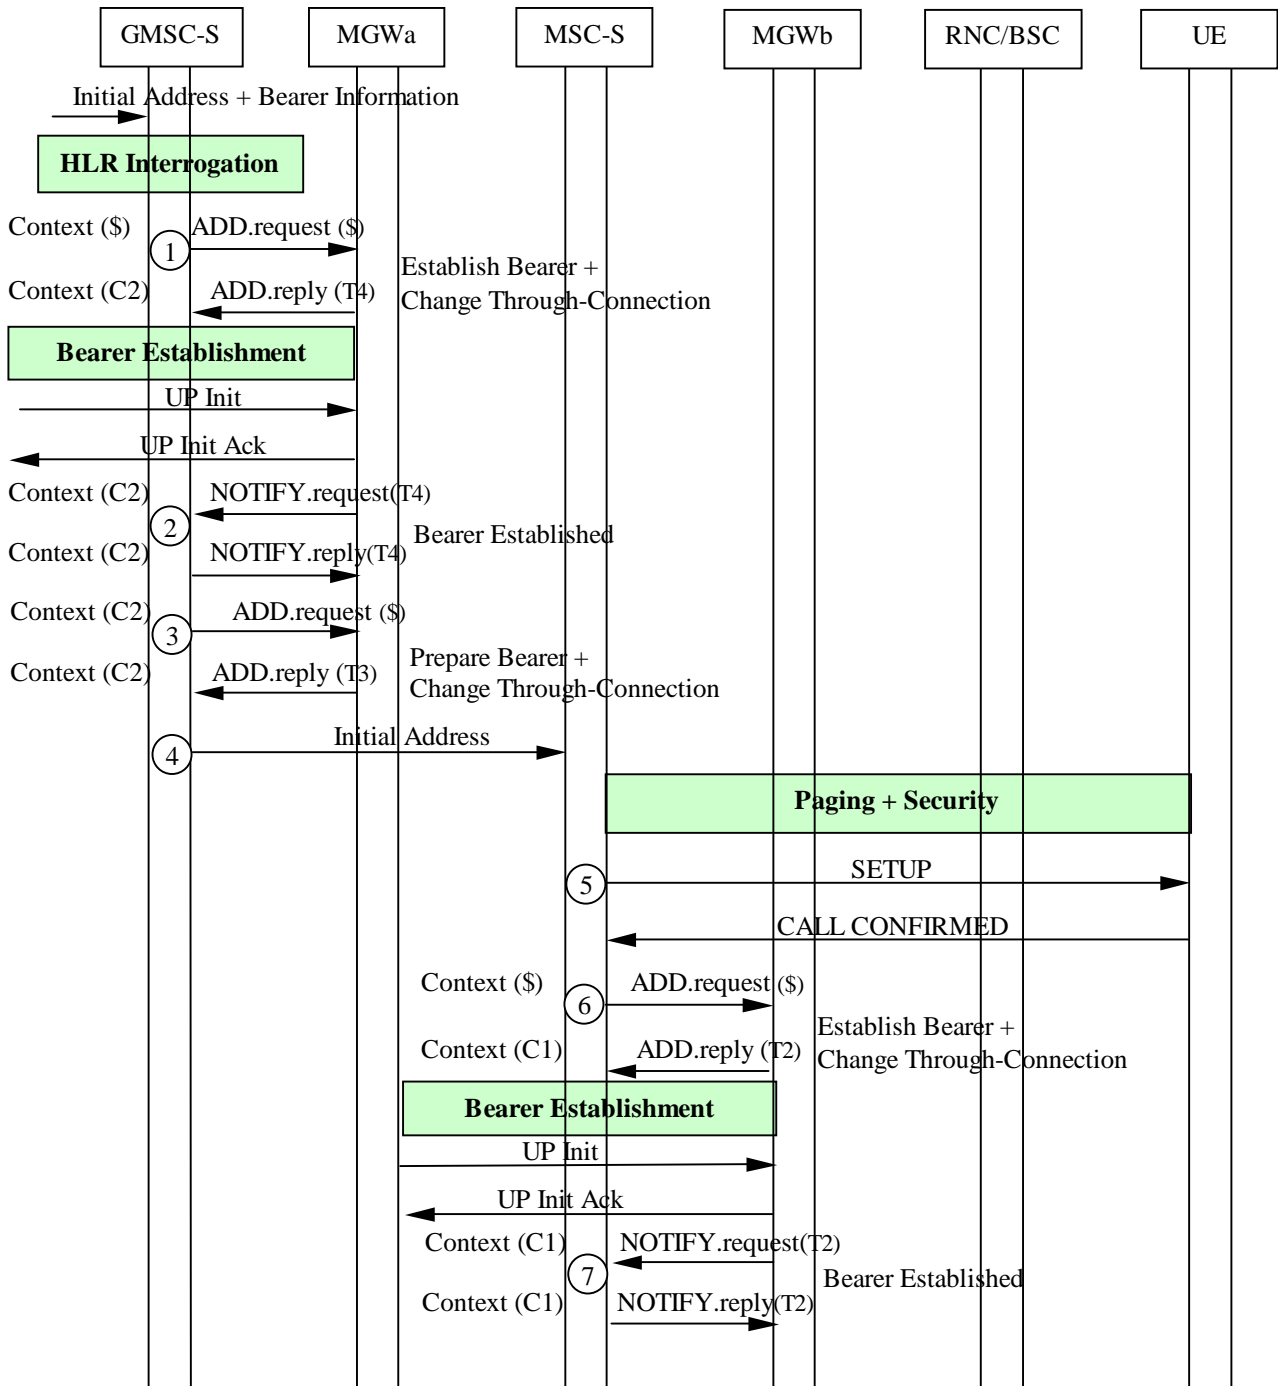 GMSC-S MGWa MSC-S MGWb RNC/BSC UE
Initial Address + Bearer Information
HLR Interrogation
Context ($) ADD.request ($)
1
Establish Bearer +
Context (C2) ADD.reply (T4)
Change Through-Connection
Bearer Establishment
UP Init
UP Init Ack
Context (C2) NOTIFY.request(T4)
2
Bearer Established
Context (C2) NOTIFY.reply(T4)
Context (C2) ADD.request ($)
3
Prepare Bearer +
Context (C2) ADD.reply (T3)
Change Through-Connection
Initial Address
4
Paging + Security
SETUP
5
CALL CONFIRMED
Context ($) ADD.request ($)
6
Establish Bearer +
Context (C1) ADD.reply (T2)
Change Through-Connection
Bearer Establishment
UP Init
UP Init Ack
Context (C1) NOTIFY.request(T2)
7
Bearer Established
Context (C1) NOTIFY.reply(T2)